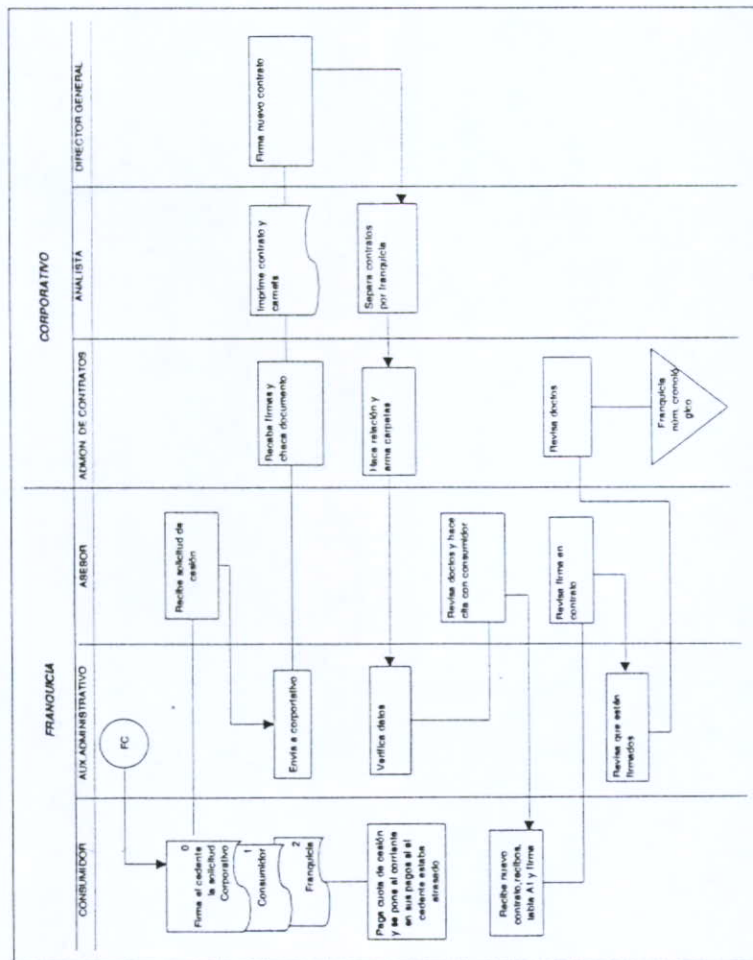 FRANQUICIA
CORPORATIVO
CONSUMIDOR
AUX ADMINISTRATIVO
ASESOR
ADMON DE CONTRATOS
ANALISTA
DIRECTOR GENERAL
FC
0
Firma el cedente
la solicitud
Corporativo
1
Consumidor
2
Franquicia
Paga cuota de cesión
y se pone al corriente
en sus pagos si el
cedente estaba
atrasado
Recibe solicitud de
cesión
Envía a corporativo
Recaba firmas y
checa documento
Imprime contrato y
carnets
Firma nuevo contrato
Separa contratos
por franquicia
Hace relación y
arma carpetas
Verifica datos
Revisa doctos y hace
cita con consumidor
Recibe nuevo
contrato, recibos,
tabla A1 y firma
Revisa firma en
contrato
Revisa que están
firmados
Revisa doctos
Franquicia
núm. cronoló
gico